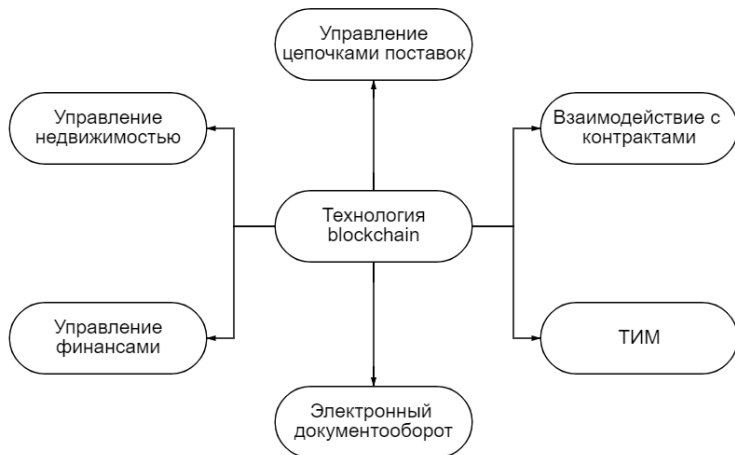 Управление
цепочками поставок
Управление
недвижимостью
Взаимодействие с
контрактами
Технология
blockchain
Управление
финансами
ТИМ
Электронный
документооборот